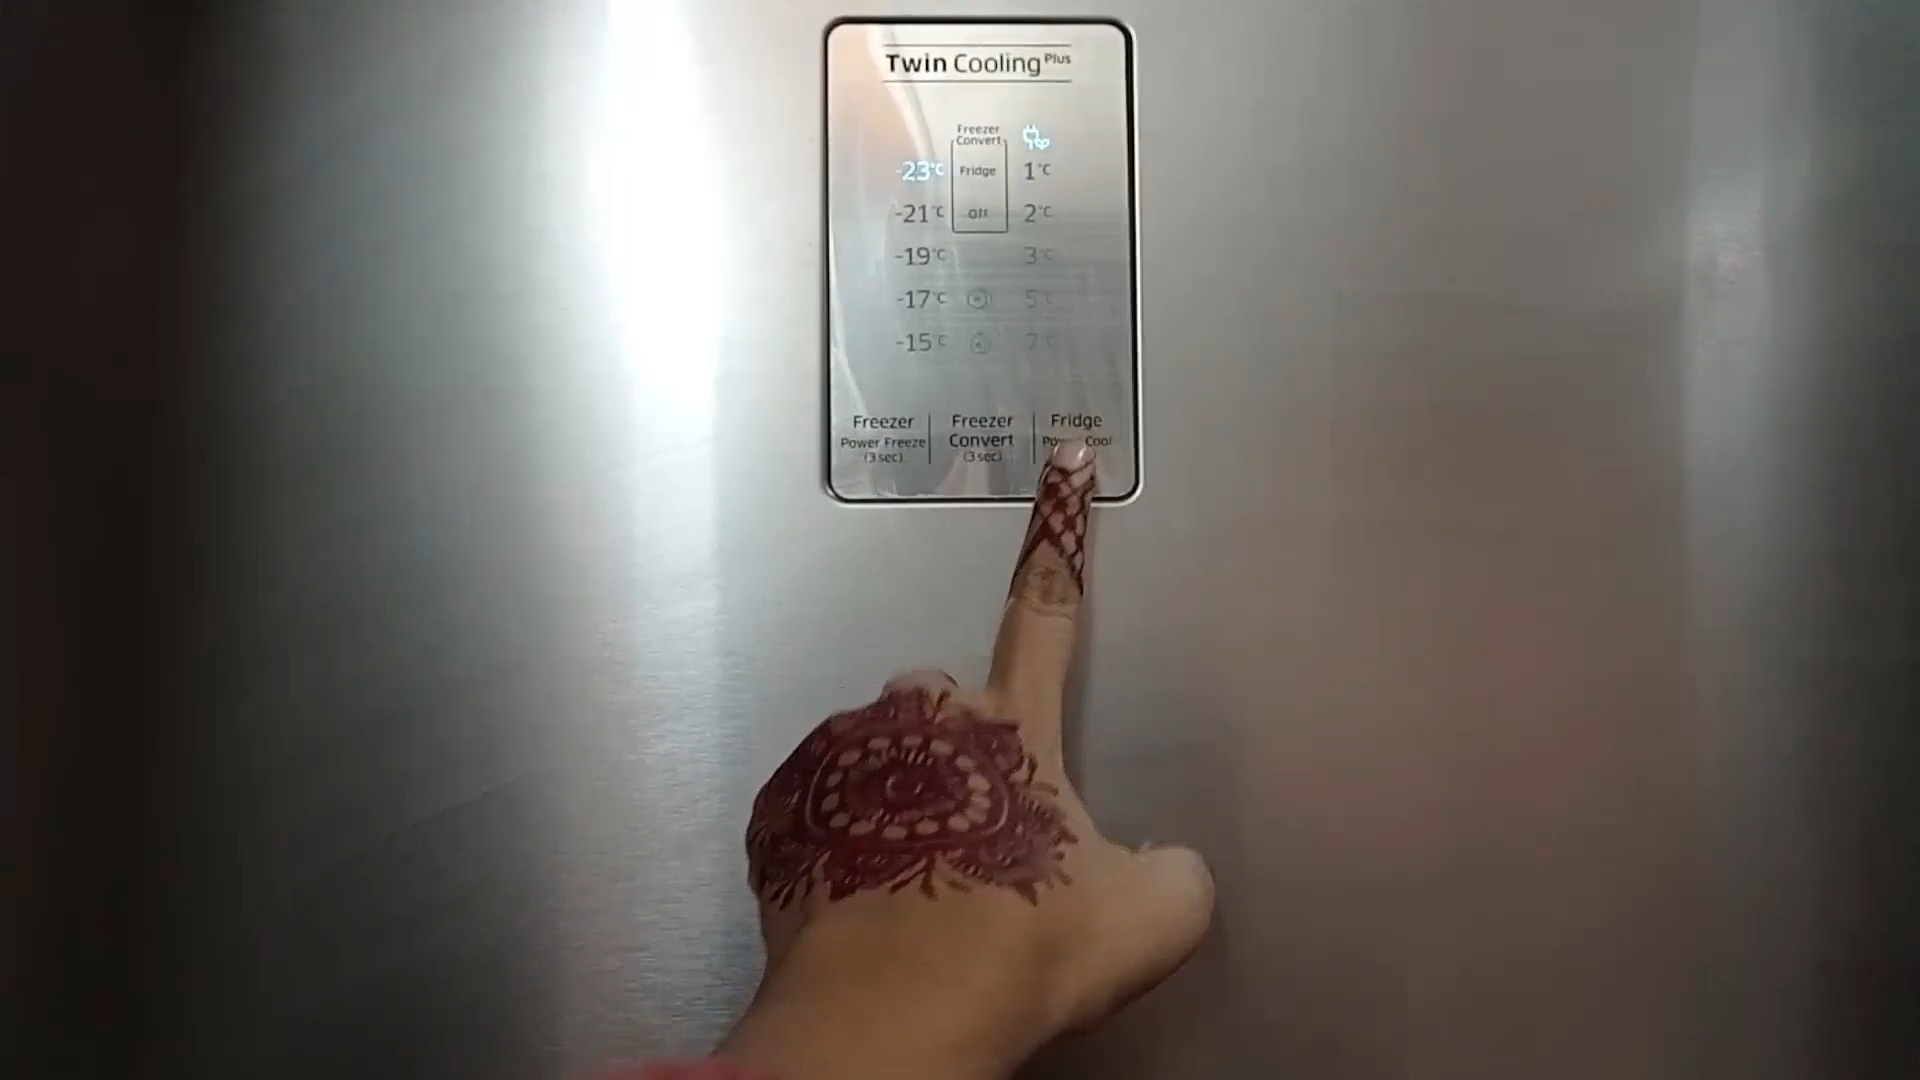 Twin Cooling Plus
Freezer
Convert
-23°C Fridge 1°C
-21°C Off 2°C
-19°C 3°C
-17°C 5°C
-15°C 7°C
Freezer Freezer Fridge
Power Freeze Convert Cool
(3 sec) (3 sec)